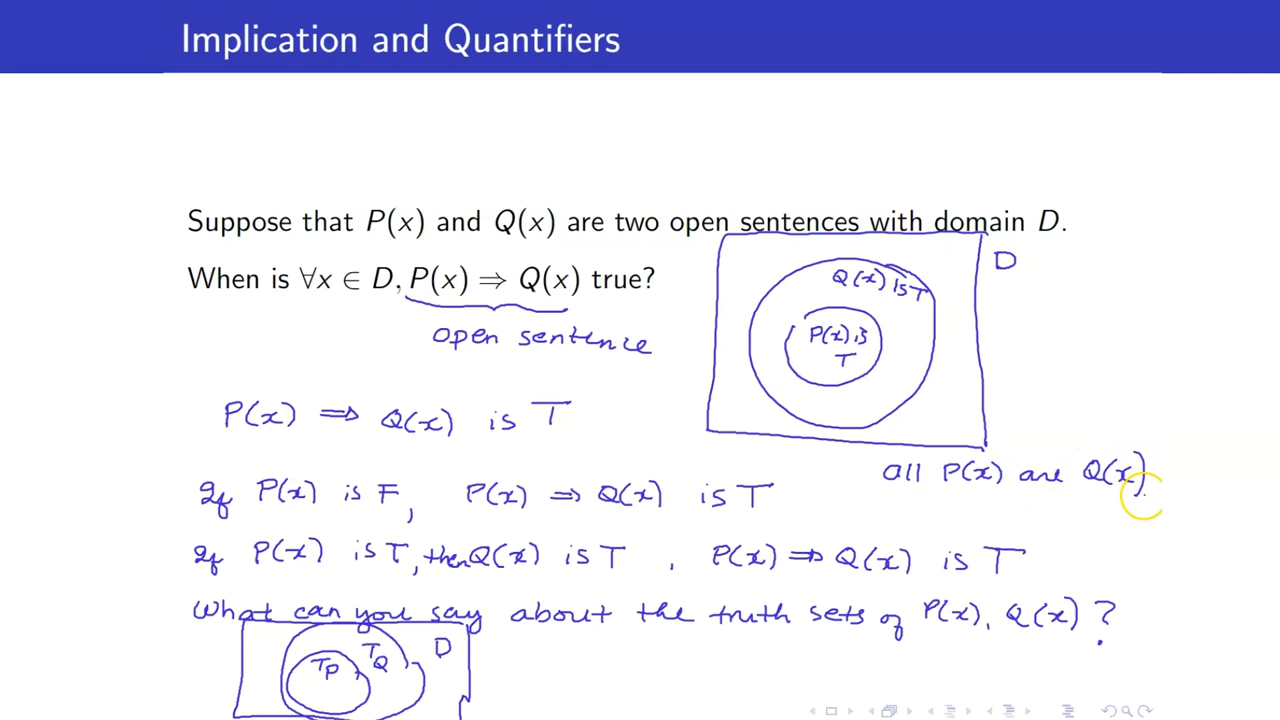 Implication and Quantifiers
Suppose that P(x) and Q(x) are two open sentences with domain D.
When is ∀x ∈ D, P(x) ⇒ Q(x) true?
open sentence
D
Q(x) is T
P(x) is
T
P(x) ⇒ Q(x) is T
all P(x) are Q(x).
If P(x) is F, P(x) ⇒ Q(x) is T
If P(x) is T, then Q(x) is T, P(x) ⇒ Q(x) is T
What can you say about the truth sets of P(x), Q(x)?
T_P T_Q D